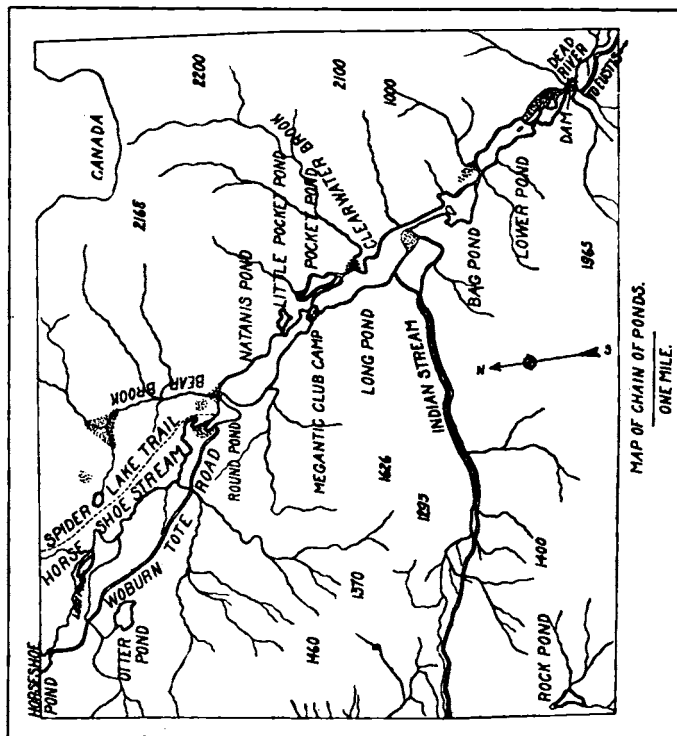 CANADA
2200
2100
1000
2168
CLEARWATER BROOK
DEAD
RIVER
DAM
NATANIS POND
LITTLE POCKET POND
POCKET POND
LOWER POND
BAG POND
1965
BEAR BROOK
SPIDER LAKE TRAIL
HORSE SHOE STREAM
WOBURN TOTE ROAD
ROUND POND
MEGANTIC CLUB CAMP
LONG POND
INDIAN STREAM
N
S
1626
1295
1370
1400
1460
HORSESHOE
POND
OTTER
POND
ROCK POND
MAP OF CHAIN OF PONDS.
ONE MILE.